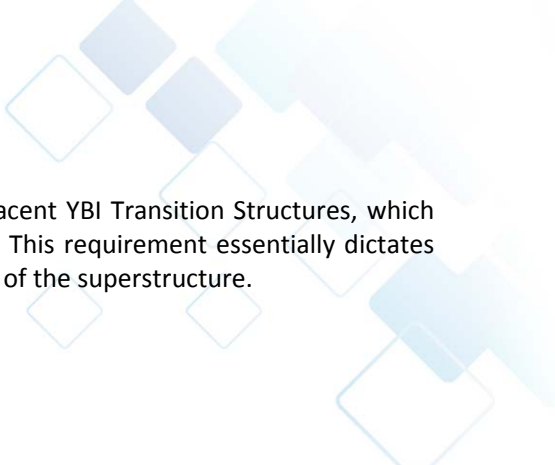 acent YBI Transition Structures, which
This requirement essentially dictates
of the superstructure.